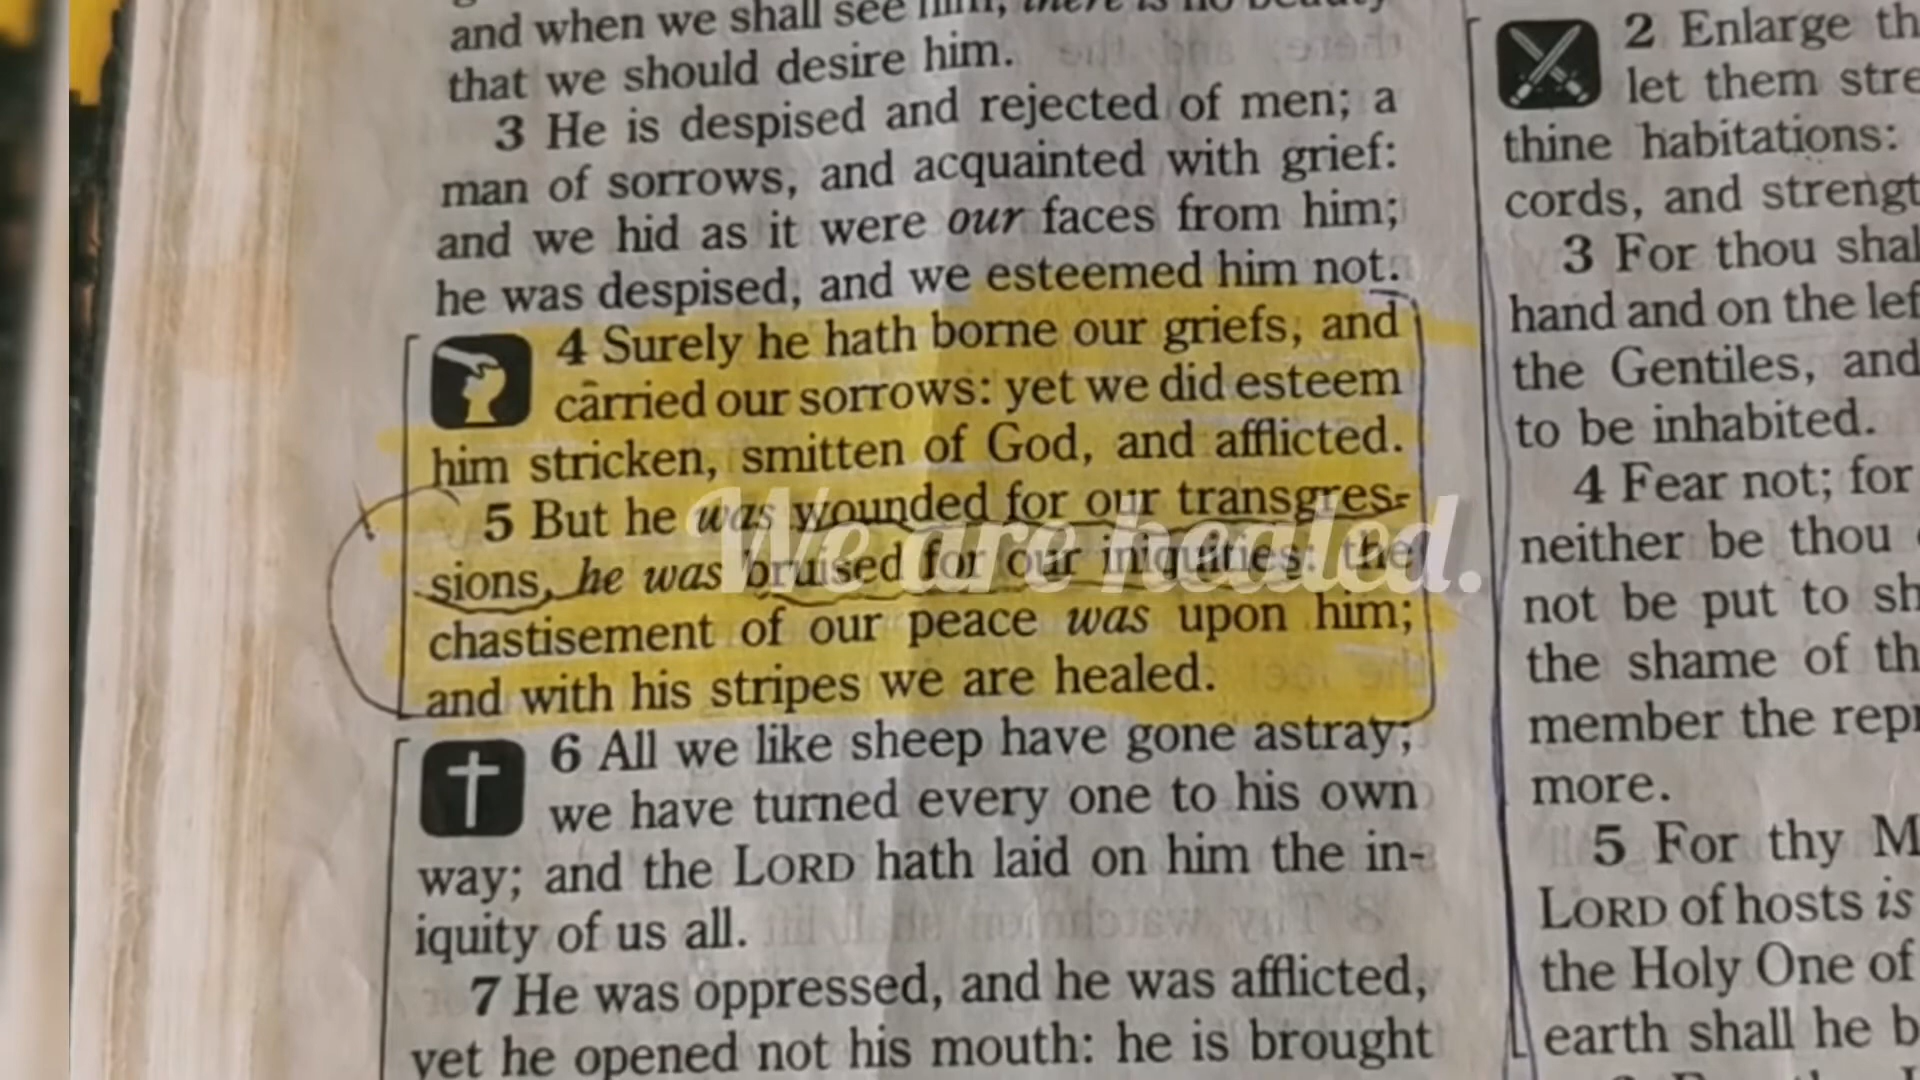 and when we shall see him, there is no beauty
that we should desire him.
3 He is despised and rejected of men; a
man of sorrows, and acquainted with grief:
and we hid as it were our faces from him;
he was despised, and we esteemed him not.
4 Surely he hath borne our griefs, and
carried our sorrows: yet we did esteem
him stricken, smitten of God, and afflicted.
5 But he was wounded for our transgres-
sions, he was bruised for our iniquities: the
chastisement of our peace was upon him;
and with his stripes we are healed.
6 All we like sheep have gone astray;
we have turned every one to his own
way; and the LORD hath laid on him the in-
iquity of us all.
7 He was oppressed, and he was afflicted,
yet he opened not his mouth: he is brought
We are healed.
2 Enlarge th
let them stre
thine habitations:
cords, and strengt
3 For thou shal
hand and on the lef
the Gentiles, and
to be inhabited.
4 Fear not; for
neither be thou
not be put to sh
the shame of th
member the repr
more.
5 For thy M
LORD of hosts is
the Holy One of
earth shall he b